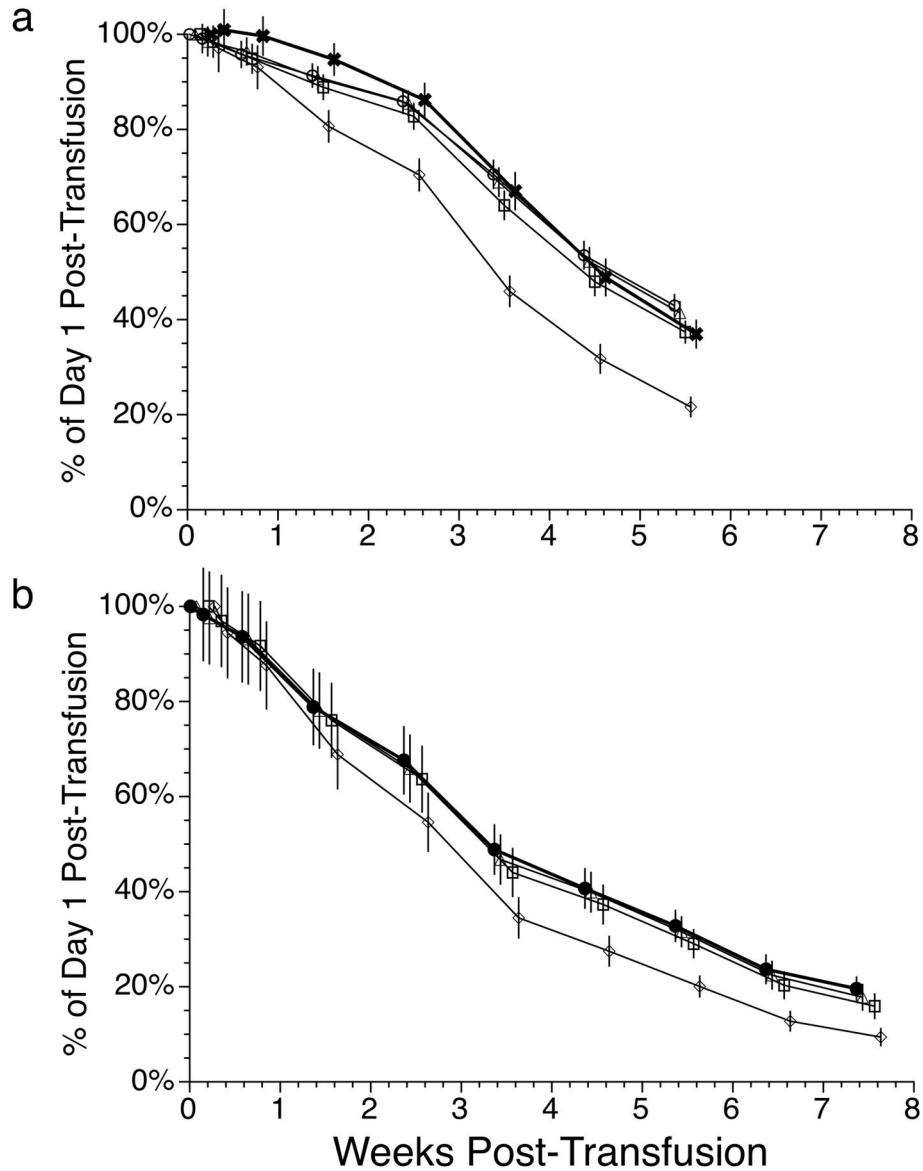 a
% of Day 1 Post-Transfusion
100%
80%
60%
40%
20%
0%
0 1 2 3 4 5 6 7 8
b
% of Day 1 Post-Transfusion
100%
80%
60%
40%
20%
0%
0 1 2 3 4 5 6 7 8
Weeks Post-Transfusion